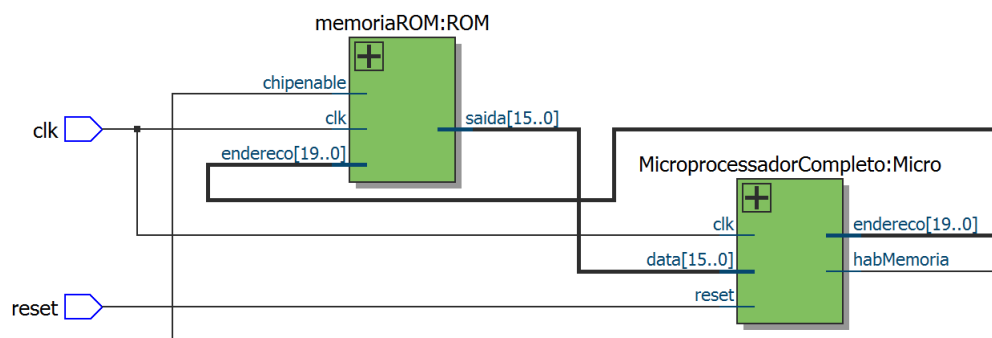 memoriaROM:ROM
chipenable
clk
clk
saida[15..0]
endereco[19..0]
MicroprocessadorCompleto:Micro
clk
endereco[19..0]
data[15..0]
habMemoria
reset
reset